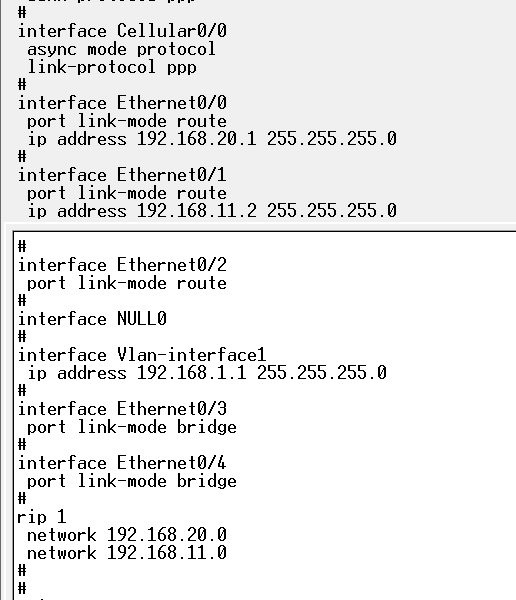 #
interface Cellular0/0
 async mode protocol
 link-protocol ppp
#
interface Ethernet0/0
 port link-mode route
 ip address 192.168.20.1 255.255.255.0
#
interface Ethernet0/1
 port link-mode route
 ip address 192.168.11.2 255.255.255.0
#
interface Ethernet0/2
 port link-mode route
#
interface NULL0
#
interface Vlan-interface1
 ip address 192.168.1.1 255.255.255.0
#
interface Ethernet0/3
 port link-mode bridge
#
interface Ethernet0/4
 port link-mode bridge
#
rip 1
 network 192.168.20.0
 network 192.168.11.0
#
#